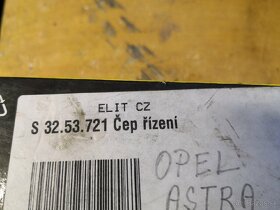 ELIT CZ
S 32.53.721 Čep řízení
OPEL
ASTRA